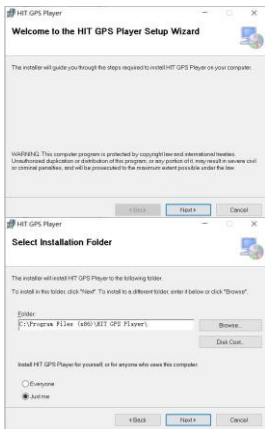 HIT GPS Player
Welcome to the HIT GPS Player Setup Wizard
The installer will guide you through the steps required to install HIT GPS Player on your computer.
WARNING: This computer program is protected by copyright law and international treaties.
Unauthorized duplication or distribution of this program, or any portion of it, may result in severe civil
or criminal penalties, and will be prosecuted to the maximum extent possible under the law.
<Back Next> Cancel
HIT GPS Player
Select Installation Folder
The installer will install HIT GPS Player to the following folder.
To install in this folder, click "Next". To install to a different folder, enter it below or click "Browse".
Folder:
C:\Program Files (x86)\HIT GPS Player\
Browse...
Disk Cost...
Install HIT GPS Player for yourself, or for anyone who uses this computer:
Everyone
Just me
<Back Next> Cancel